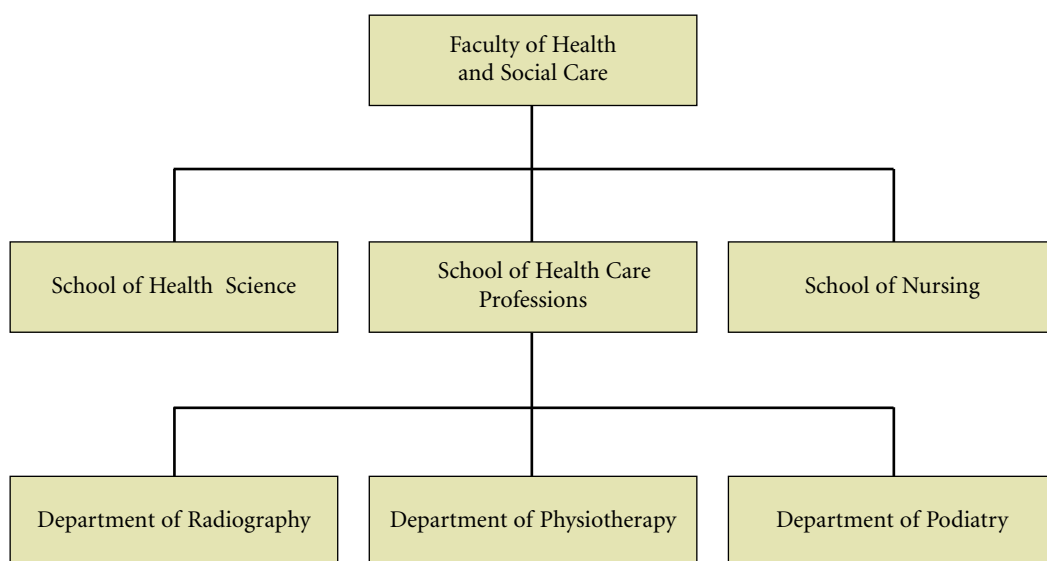 Faculty of Health
and Social Care
School of Health Science
School of Health Care
Professions
School of Nursing
Department of Radiography
Department of Physiotherapy
Department of Podiatry